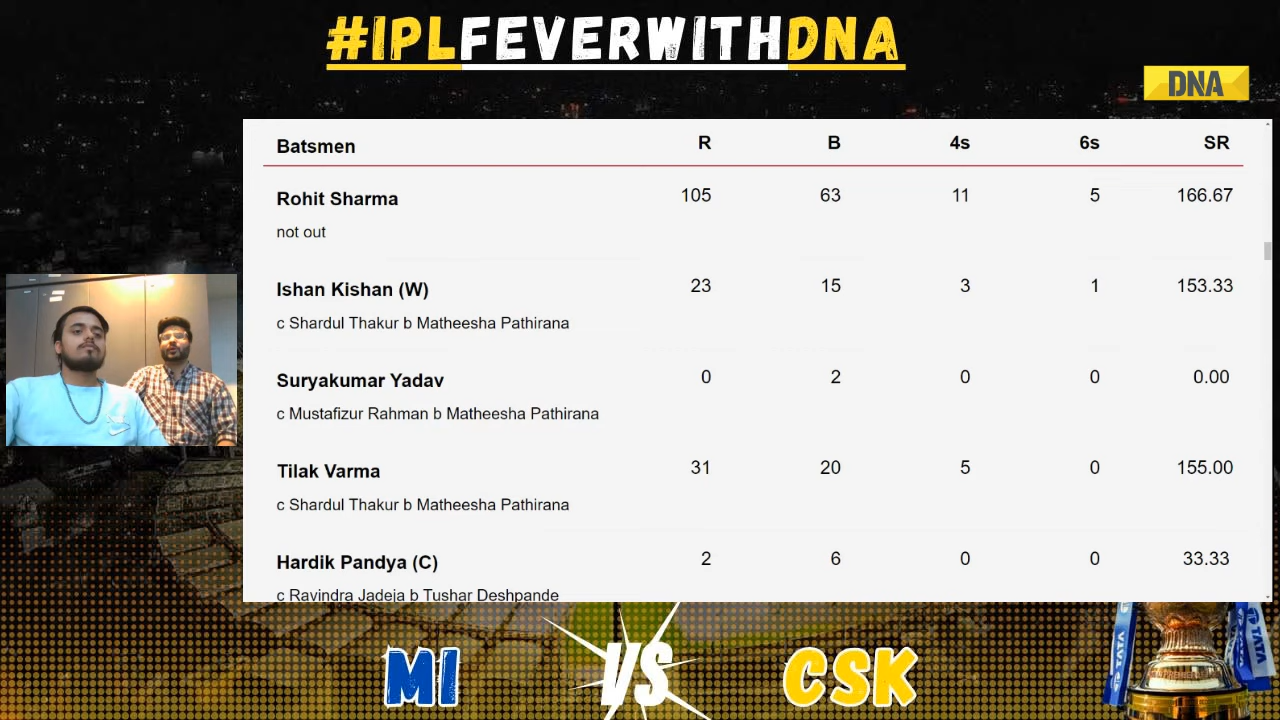 #IPLFEVERWITHDNA
DNA
Batsmen R B 4s 6s SR
Rohit Sharma 105 63 11 5 166.67
not out
Ishan Kishan (W) 23 15 3 1 153.33
c Shardul Thakur b Matheesha Pathirana
Suryakumar Yadav 0 2 0 0 0.00
c Mustafizur Rahman b Matheesha Pathirana
Tilak Varma 31 20 5 0 155.00
c Shardul Thakur b Matheesha Pathirana
Hardik Pandya (C) 2 6 0 0 33.33
c Ravindra Jadeja b Tushar Deshpande
MI VS CSK
TATA
TATA